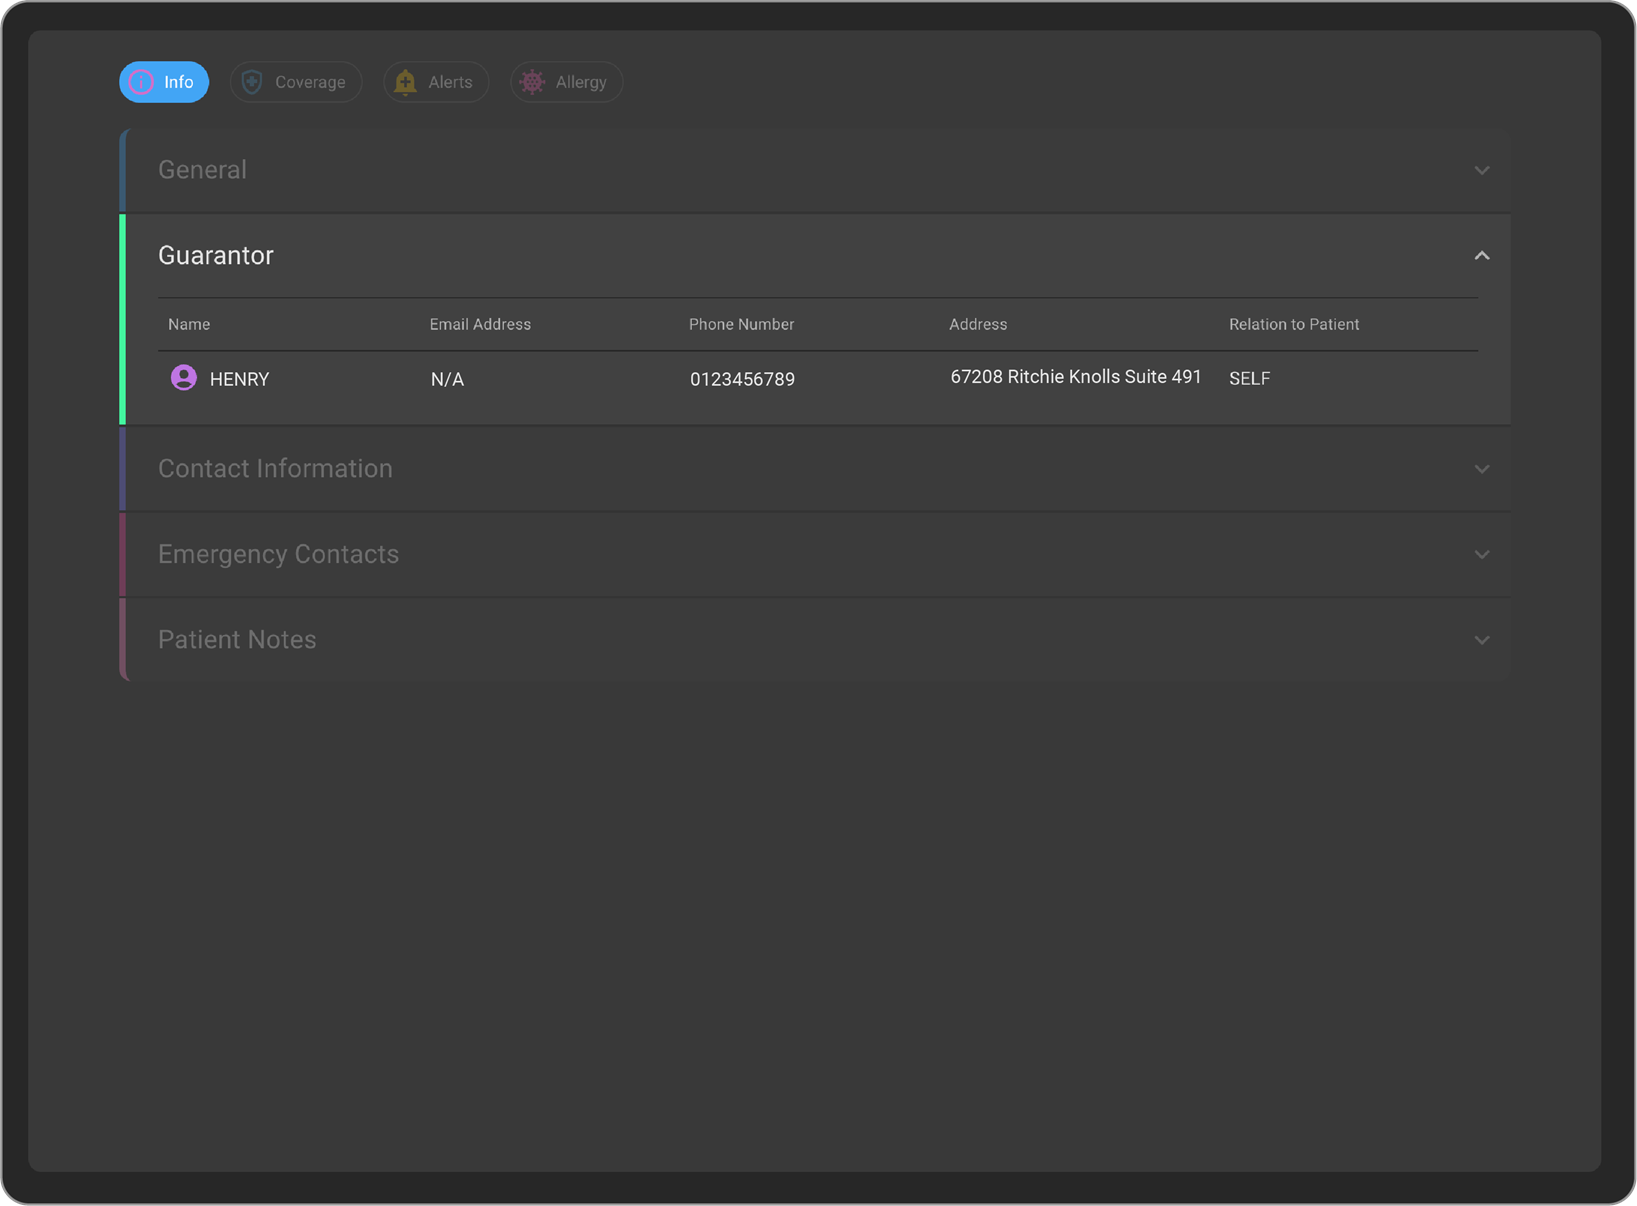 Info Coverage Alerts Allergy
General
Guarantor
Name Email Address Phone Number Address Relation to Patient
HENRY N/A 0123456789 67208 Ritchie Knolls Suite 491 SELF
Contact Information
Emergency Contacts
Patient Notes